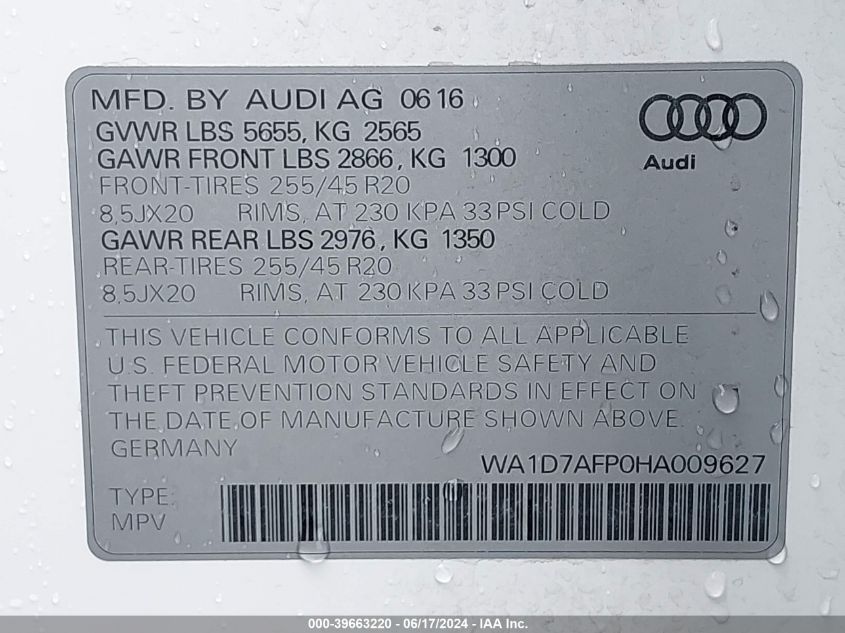 MFD. BY AUDI AG 06 16
GVWR LBS 5655, KG 2565
GAWR FRONT LBS 2866, KG 1300
FRONT-TIRES 255/45 R20
8,5JX20 RIMS, AT 230 KPA 33 PSI COLD
GAWR REAR LBS 2976, KG 1350
REAR-TIRES 255/45 R20
8,5JX20 RIMS, AT 230 KPA 33 PSI COLD
Audi
THIS VEHICLE CONFORMS TO ALL APPLICABLE
U.S. FEDERAL MOTOR VEHICLE SAFETY AND
THEFT PREVENTION STANDARDS IN EFFECT ON
THE DATE OF MANUFACTURE SHOWN ABOVE.
GERMANY
WA1D7AFP0HA009627
TYPE:
MPV
000-39663220 - 06/17/2024 - IAA Inc.